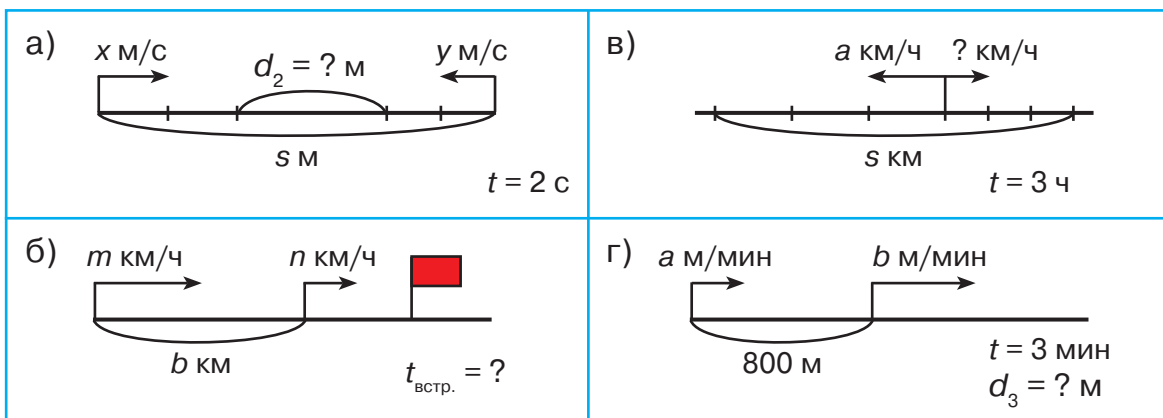 а)
x м/с
y м/с
d₂ = ? м
s м
t = 2 с
в)
a км/ч
? км/ч
s км
t = 3 ч
б)
m км/ч
n км/ч
b км
tвстр. = ?
г)
a м/мин
b м/мин
800 м
t = 3 мин
d₃ = ? м